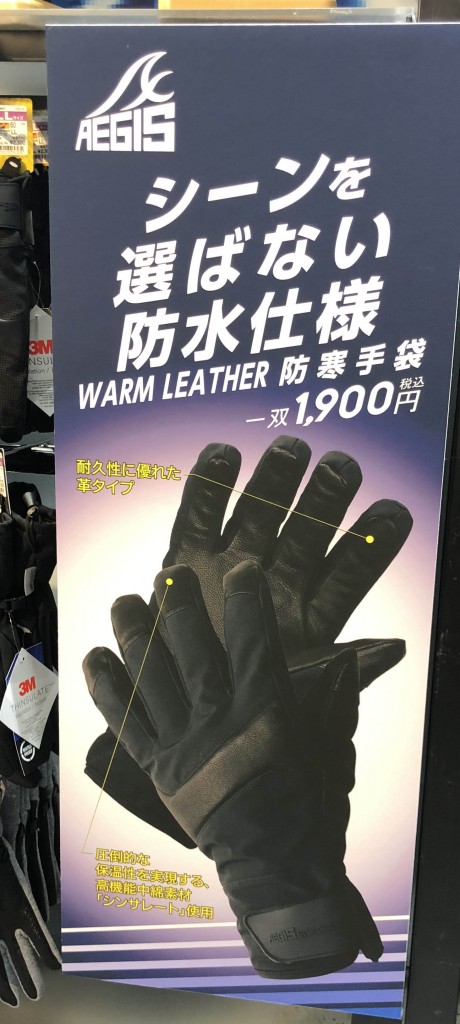 AEGIS
シーンを
選ばない
防水仕様
WARM LEATHER 防寒手袋
一双 1,900円 税込
耐久性に優れた
革タイプ
圧倒的な
保温性を実現する、
高機能中綿素材
「シンサレート」使用
L
3M
3M
THINSULATE